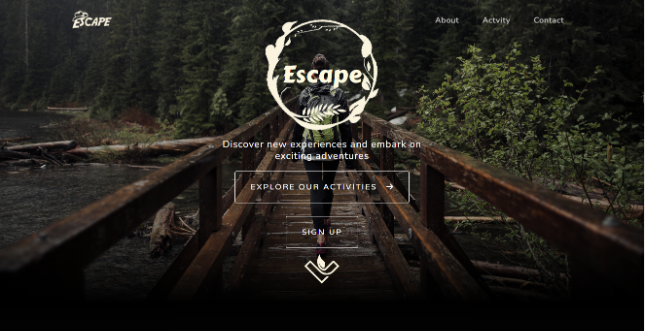 ESCAPE
About
Actvity
Contact
Escape
Discover new experiences and embark on
exciting adventures
EXPLORE OUR ACTIVITIES
SIGN UP